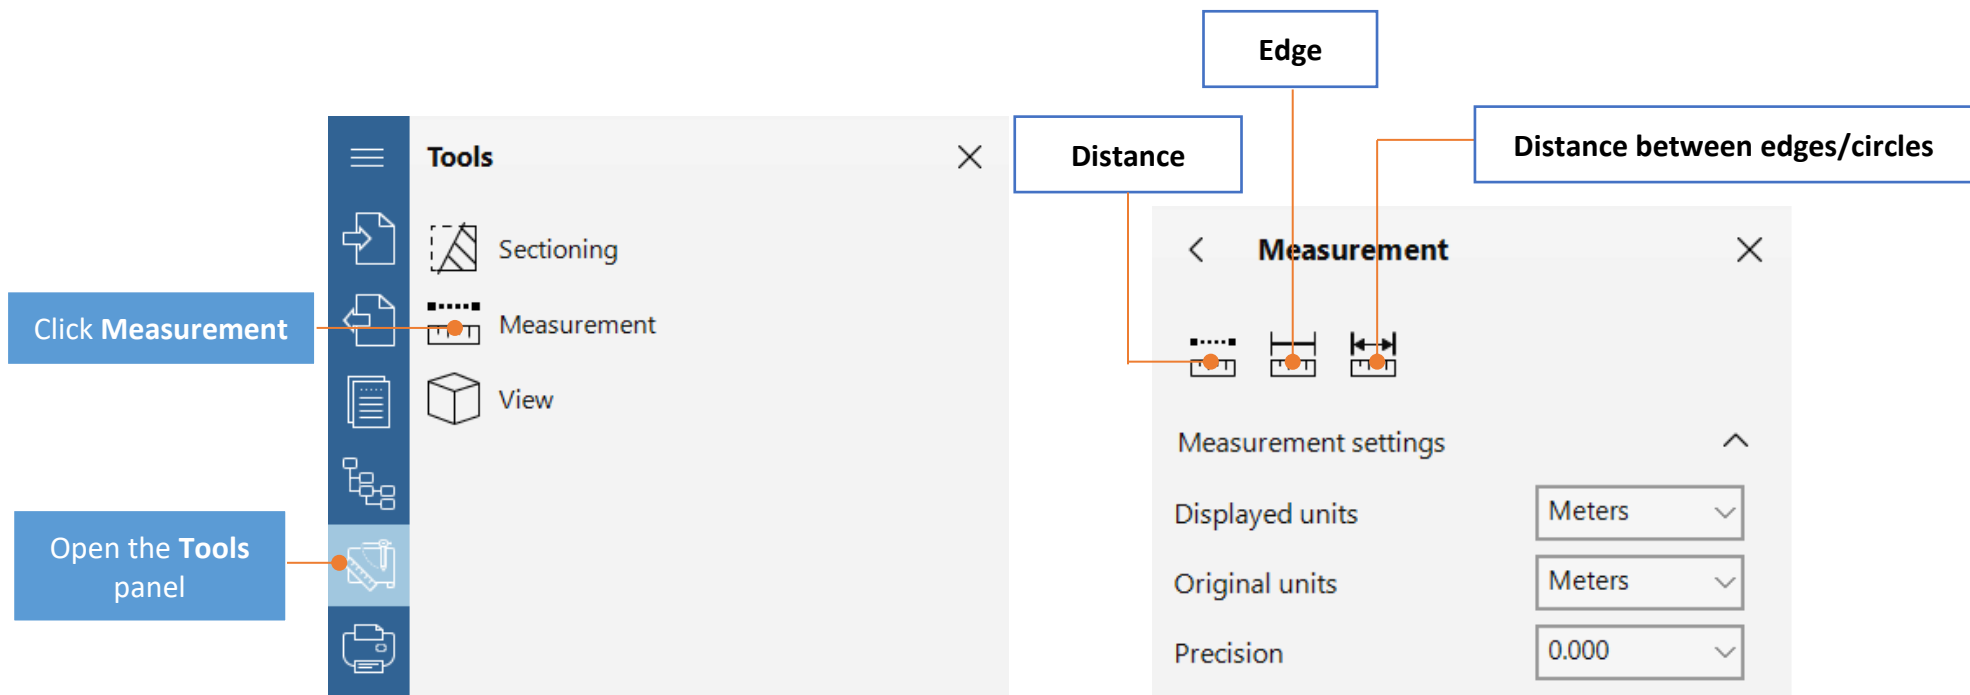 Edge
Distance
Distance between edges/circles
Tools
Sectioning
Measurement
View
Click Measurement
Open the Tools
panel
Measurement
Measurement settings
Displayed units Meters
Original units Meters
Precision 0.000